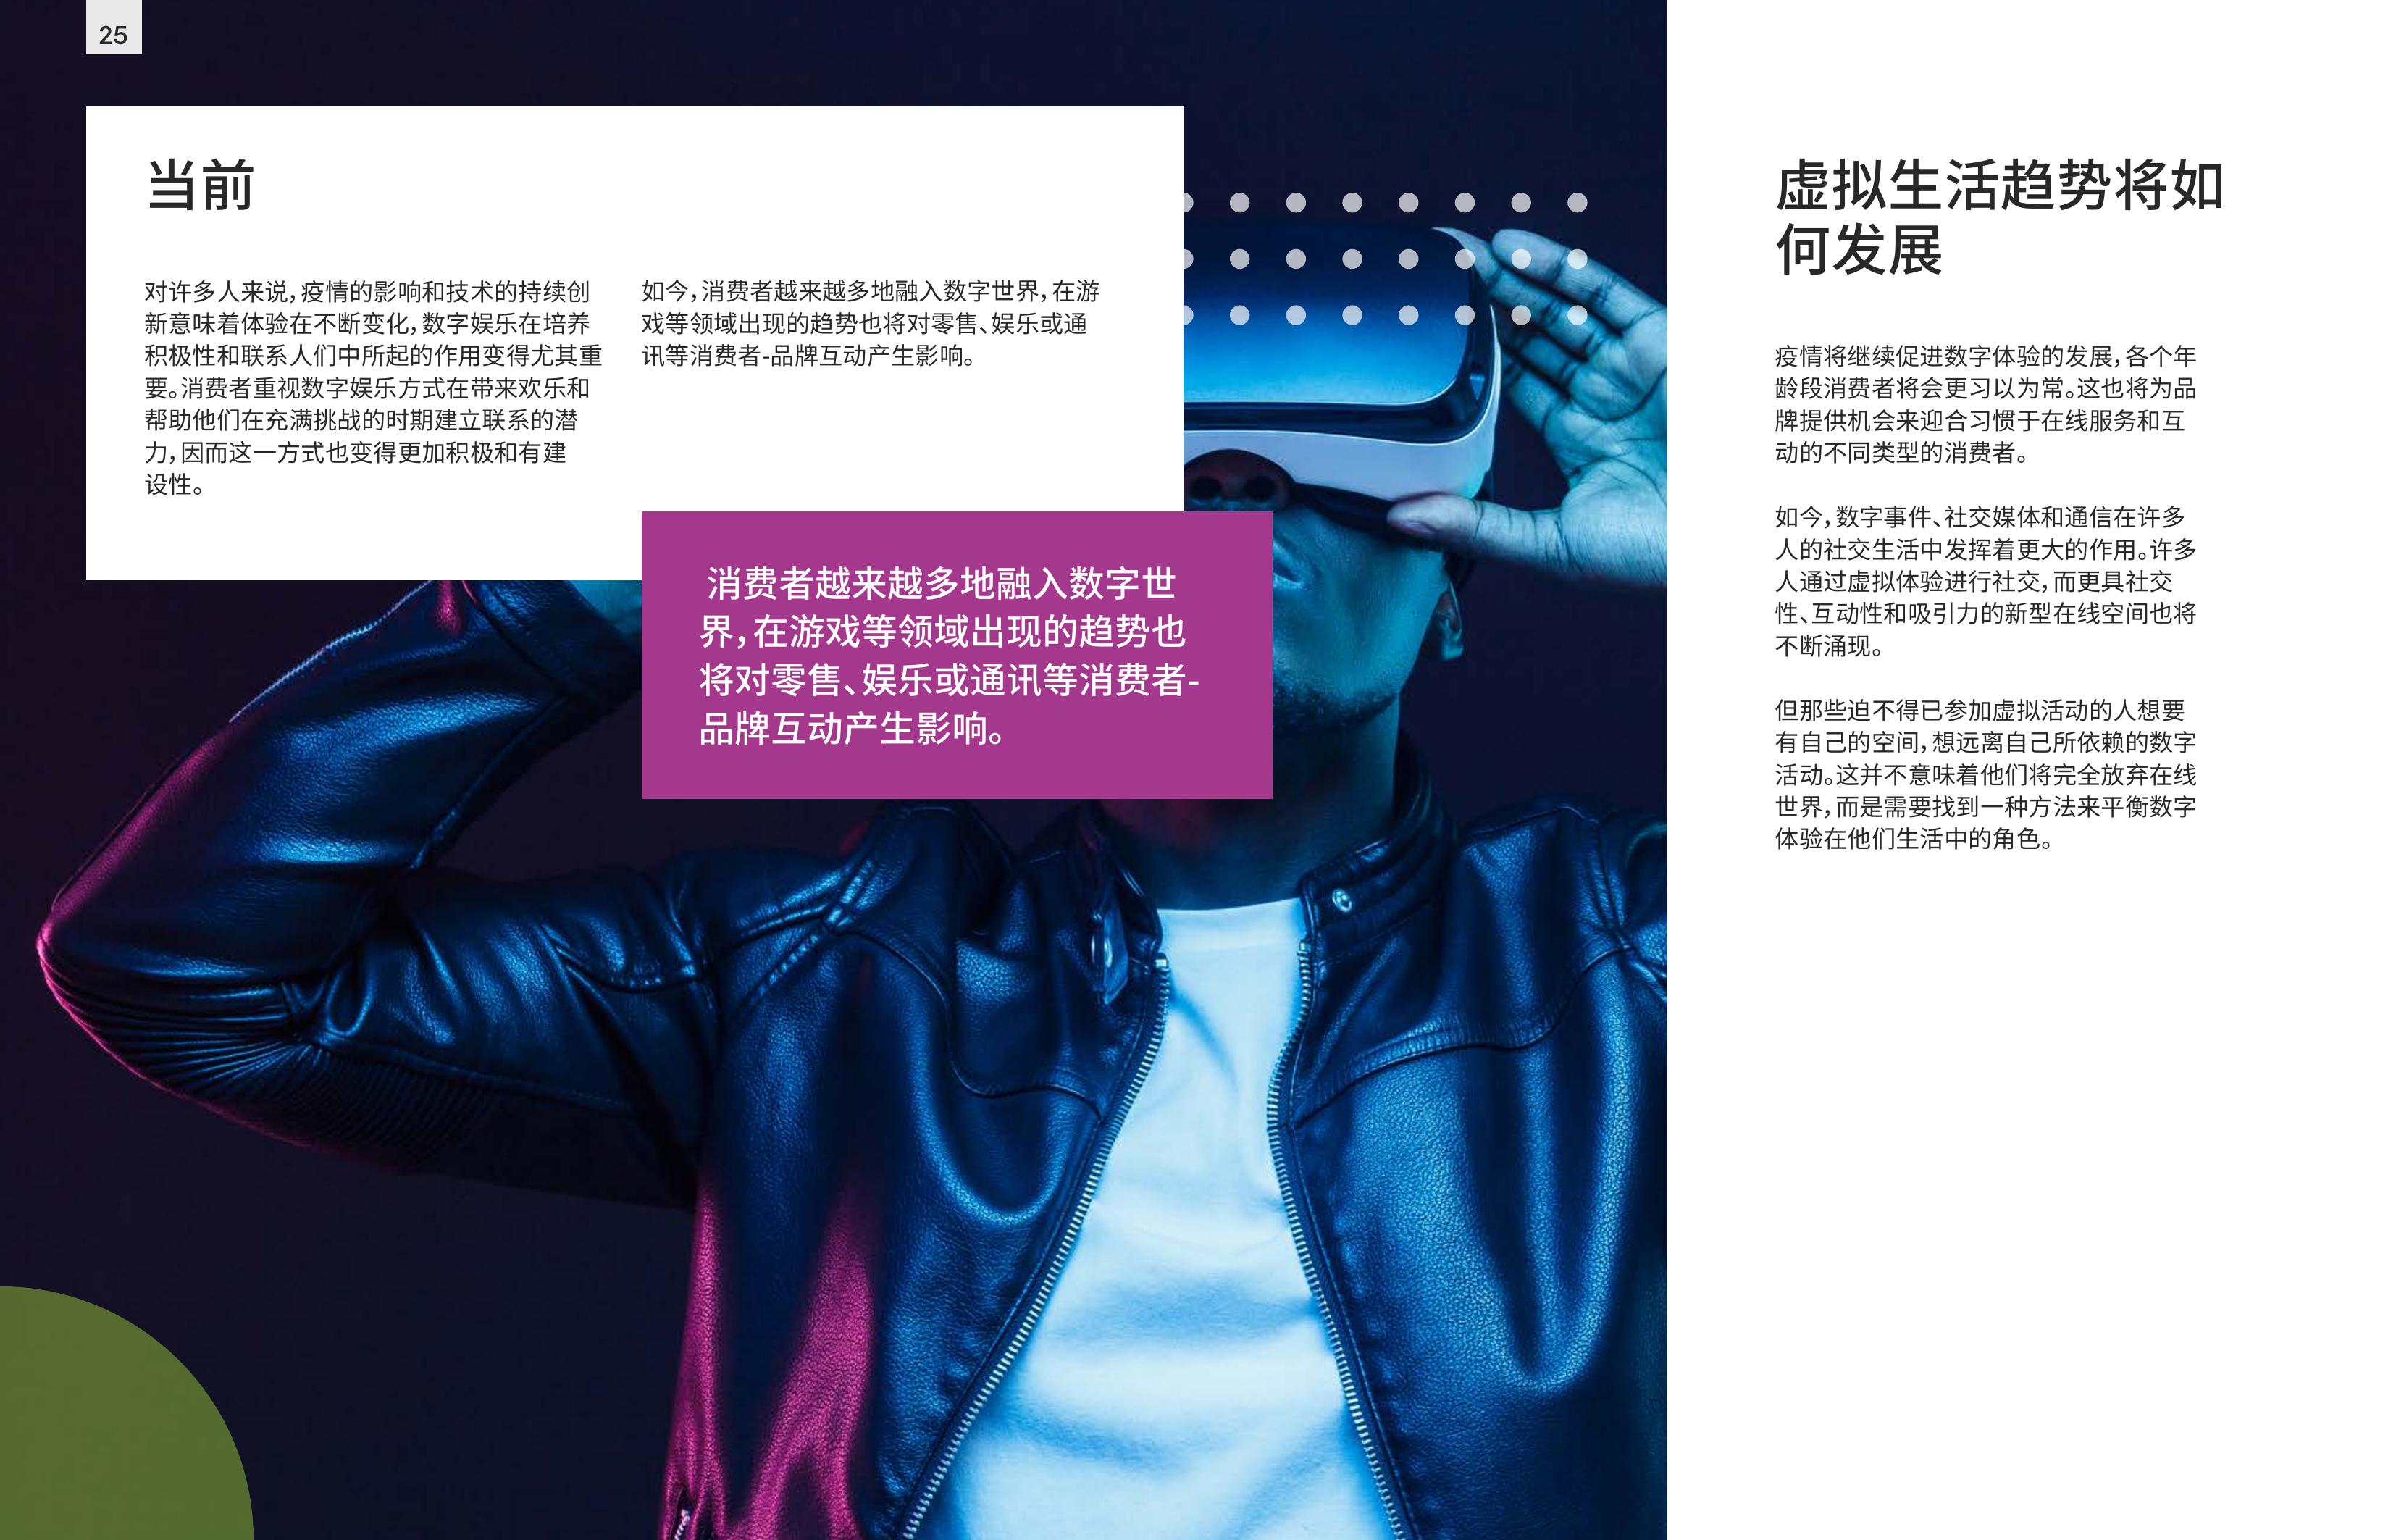 25
当前
对许多人来说，疫情的影响和技术的持续创
新意味着体验在不断变化，数字娱乐在培养
积极性和联系人们中所起的作用变得尤其重
要。消费者重视数字娱乐方式在带来欢乐和
帮助他们在充满挑战的时期建立联系的潜
力，因而这一方式也变得更加积极和有建
设性。
如今，消费者越来越多地融入数字世界，在游
戏等领域出现的趋势也将对零售、娱乐或通
讯等消费者-品牌互动产生影响。
消费者越来越多地融入数字世
界，在游戏等领域出现的趋势也
将对零售、娱乐或通讯等消费者-
品牌互动产生影响。
虚拟生活趋势将如
何发展
疫情将继续促进数字体验的发展，各个年
龄段消费者将会更习以为常。这也将为品
牌提供机会来迎合习惯于在线服务和互
动的不同类型的消费者。
如今，数字事件、社交媒体和通信在许多
人的社交生活中发挥着更大的作用。许多
人通过虚拟体验进行社交，而更具社交
性、互动性和吸引力的新型在线空间也将
不断涌现。
但那些迫不得已参加虚拟活动的人想要
有自己的空间，想远离自己所依赖的数字
活动。这并不意味着他们将完全放弃在线
世界，而是需要找到一种方法来平衡数字
体验在他们生活中的角色。